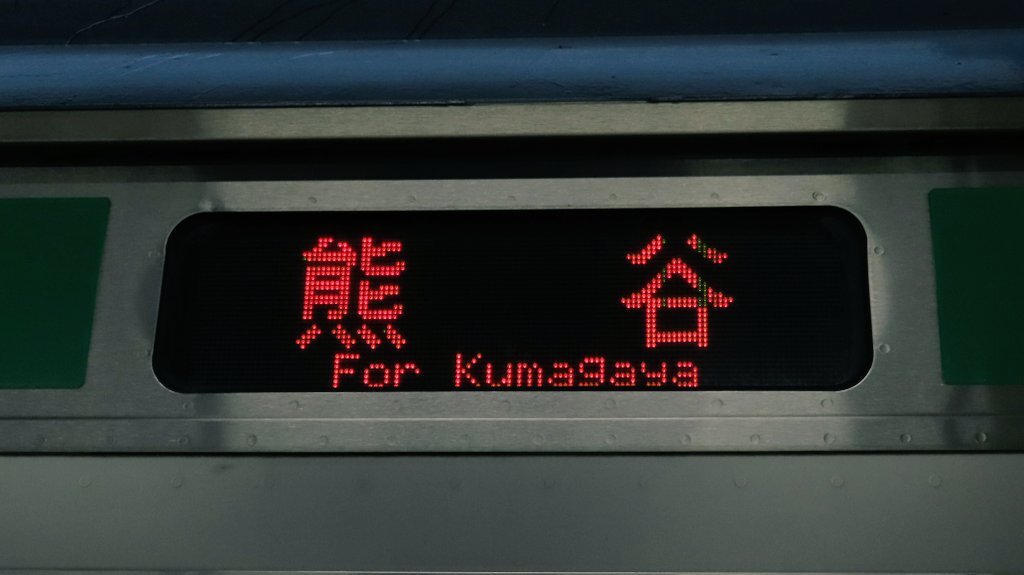 熊谷
For Kumagaya